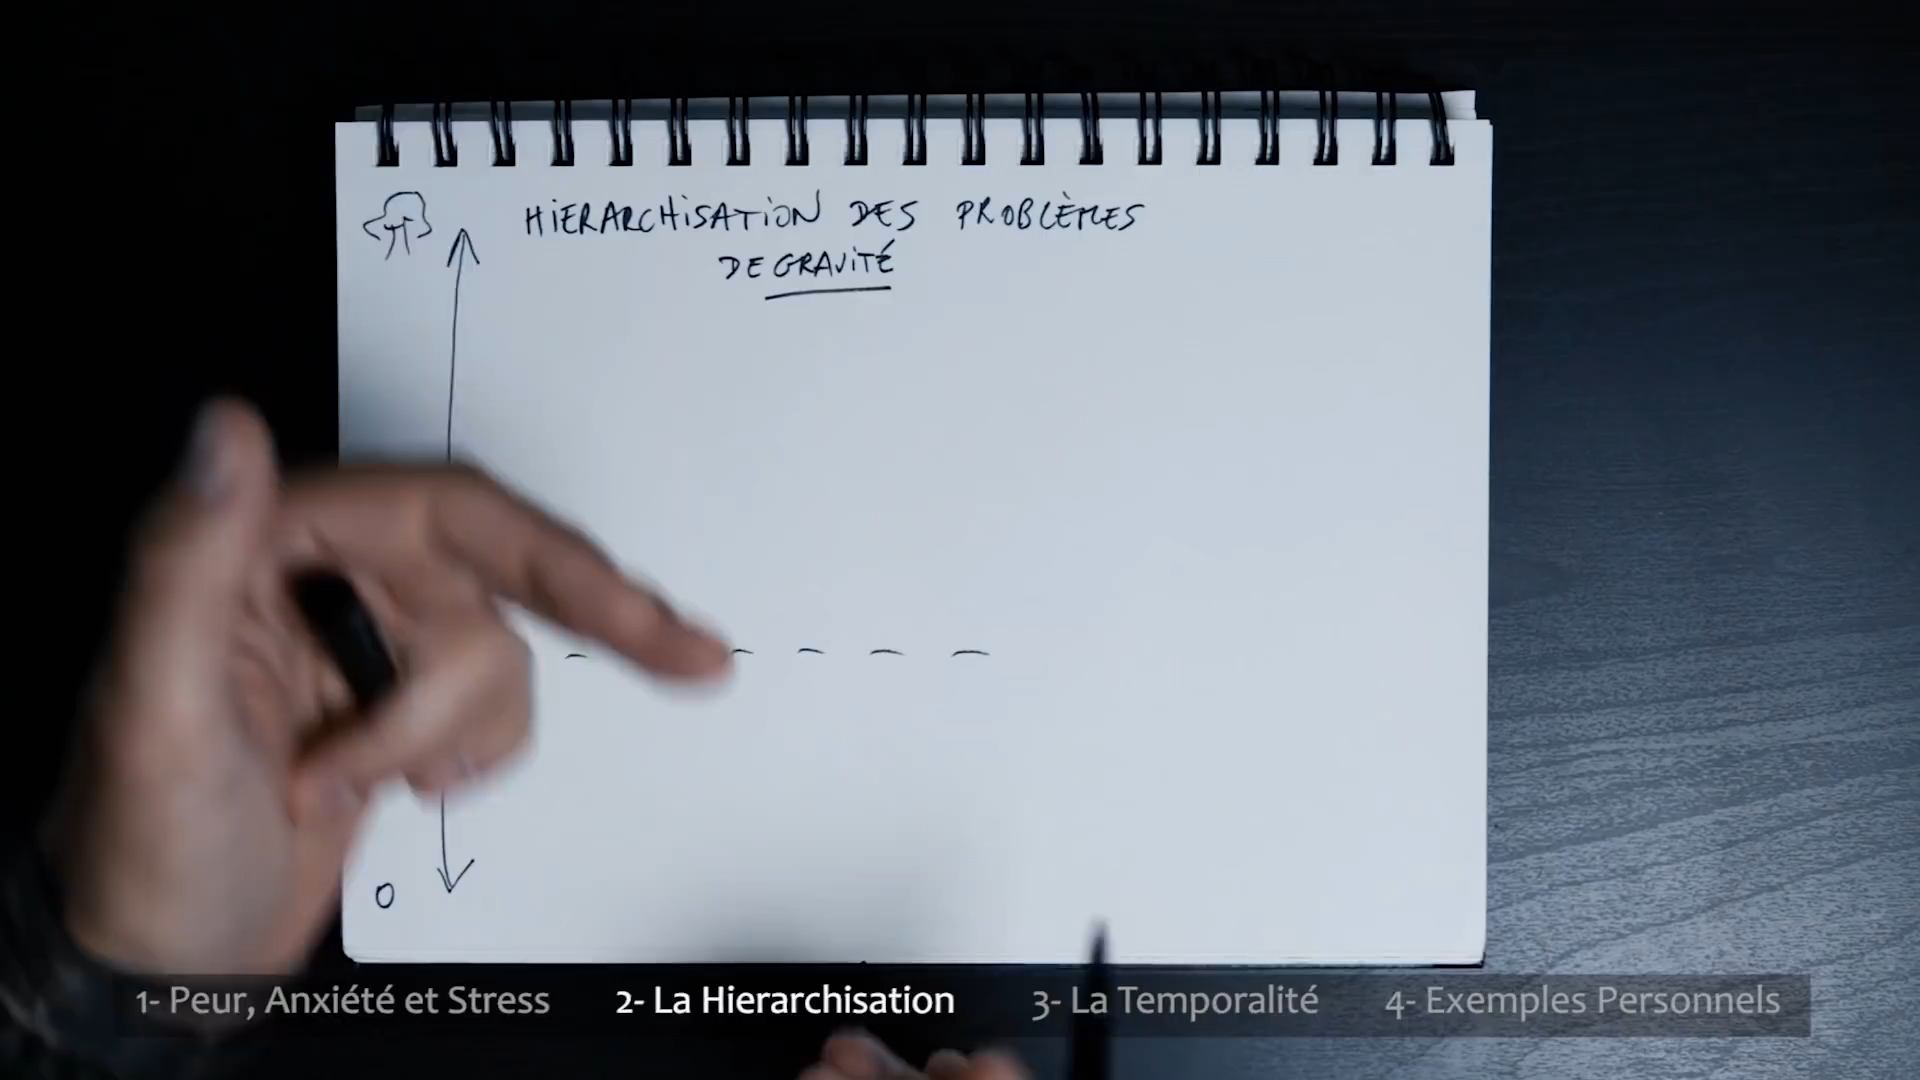 HiERARCHiSATiON DES PROBLÈMES
DE GRAVITÉ
0
1- Peur, Anxiété et Stress
2- La Hierarchisation
3- La Temporalité
4- Exemples Personnels